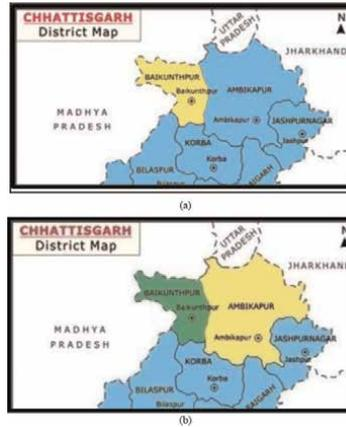 CHHATTISGARH
District Map
UTTAR
PRADESH
N
JHARKHAND
BAIKUNTHPUR
Baikunthpur
AMBIKAPUR
MADHYA
PRADESH
Ambikapur
JASHPURNAGAR
Jashpur
KORBA
Korba
BILASPUR
(a)
CHHATTISGARH
District Map
UTTAR
PRADESH
N
JHARKHAND
BAIKUNTHPUR
Baikunthpur
AMBIKAPUR
MADHYA
PRADESH
Ambikapur
JASHPURNAGAR
Jashpur
KORBA
Korba
BILASPUR
Bilaspur
RAIGARH
(b)